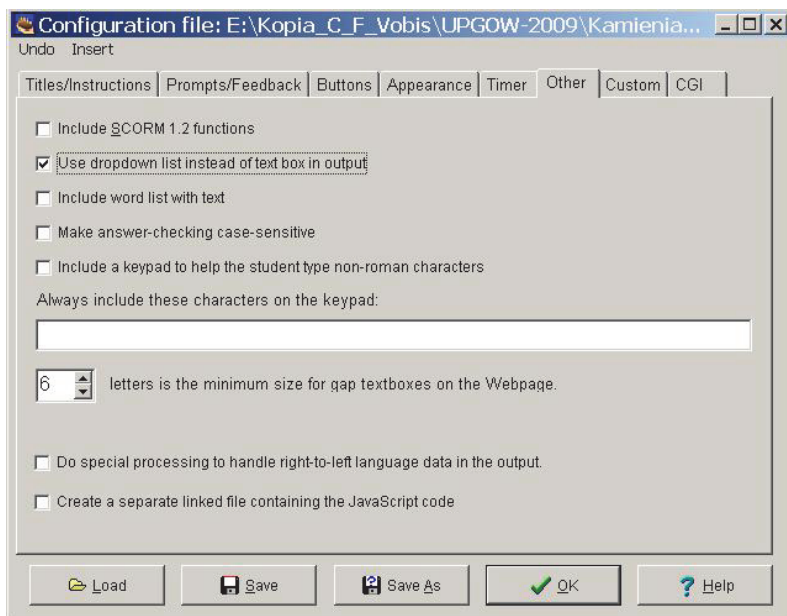 Configuration file: E:\Kopia_C_F_Vobis\UPGOW-2009\Kamienia...
Undo Insert
Titles/Instructions Prompts/Feedback Buttons Appearance Timer Other Custom CGI
Include SCORM 1.2 functions
Use dropdown list instead of text box in output
Include word list with text
Make answer-checking case-sensitive
Include a keypad to help the student type non-roman characters
Always include these characters on the keypad:
6 letters is the minimum size for gap textboxes on the Webpage.
Do special processing to handle right-to-left language data in the output.
Create a separate linked file containing the JavaScript code
Load Save Save As OK Help